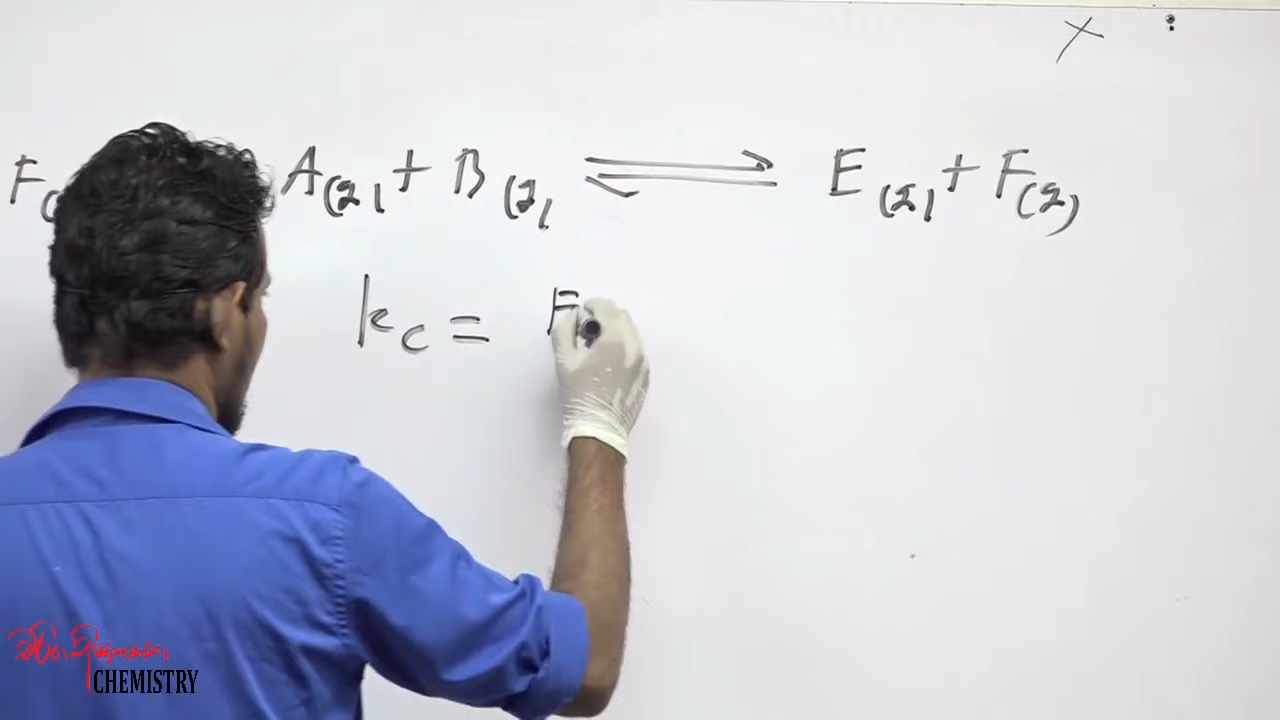 A(g) + B(g) ⇌ E(g) + F(g)
kc = E
CHEMISTRY